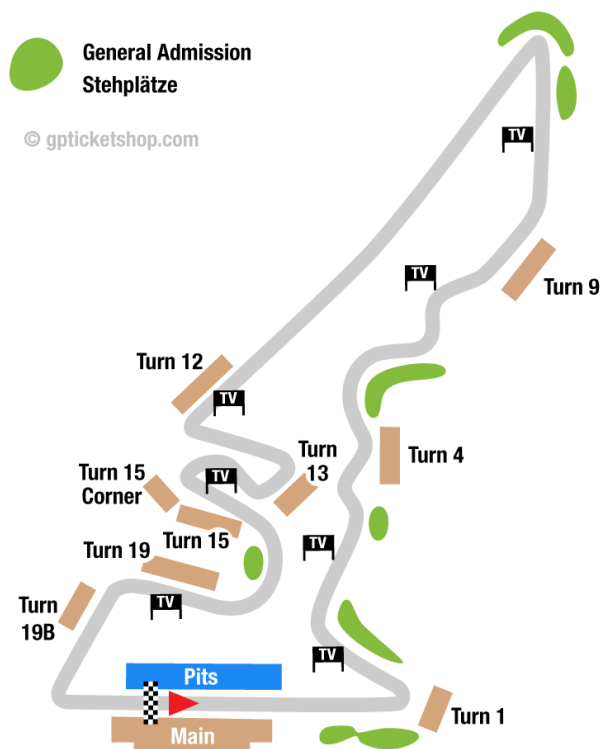 General Admission
Stehplätze
© gpticketshop.com
TV
Turn 9
TV
Turn 12
TV
Turn
13
Turn 4
Turn 15
Corner
TV
Turn 15
TV
Turn 19
Turn
19B
TV
TV
Pits
Turn 1
Main